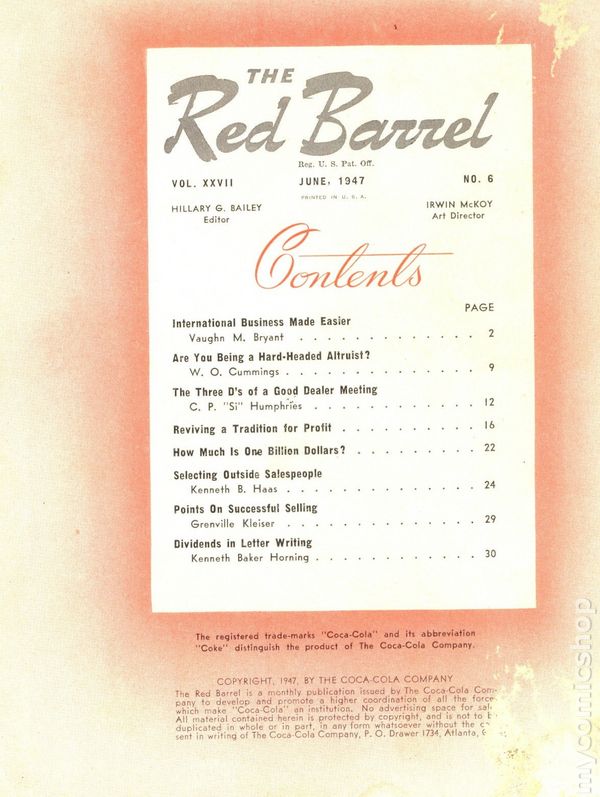 THE
Red Barrel
Reg. U. S. Pat. Off.
VOL. XXVII JUNE, 1947 NO. 6
PRINTED IN U. S. A.
HILLARY G. BAILEY IRWIN McKOY
Editor Art Director
Contents
PAGE
International Business Made Easier
Vaughn M. Bryant . . . . . . . . . . . . . 2
Are You Being a Hard-Headed Altruist?
W. O. Cummings . . . . . . . . . . . . . . 9
The Three D's of a Good Dealer Meeting
C. P. "Si" Humphries . . . . . . . . . . . . 12
Reviving a Tradition for Profit . . . . . . . . . . 16
How Much Is One Billion Dollars? . . . . . . . . . 22
Selecting Outside Salespeople
Kenneth B. Haas . . . . . . . . . . . . . . 24
Points On Successful Selling
Grenville Kleiser . . . . . . . . . . . . . . 29
Dividends in Letter Writing
Kenneth Baker Horning . . . . . . . . . . . . 30
The registered trade-marks "Coca-Cola" and its abbreviation
"Coke" distinguish the product of The Coca-Cola Company.
COPYRIGHT, 1947, BY THE COCA-COLA COMPANY
The Red Barrel is a monthly publication issued by The Coca-Cola Com-
pany to develop and promote a higher coordination of all the force
which make "Coca-Cola" an institution. No advertising space for sal
All material contained herein is protected by copyright, and is not to b
duplicated in whole or in part, in any form whatsoever without the c
sent in writing of The Coca-Cola Company, P. O. Drawer 1734, Atlanta, G
mycomicshop